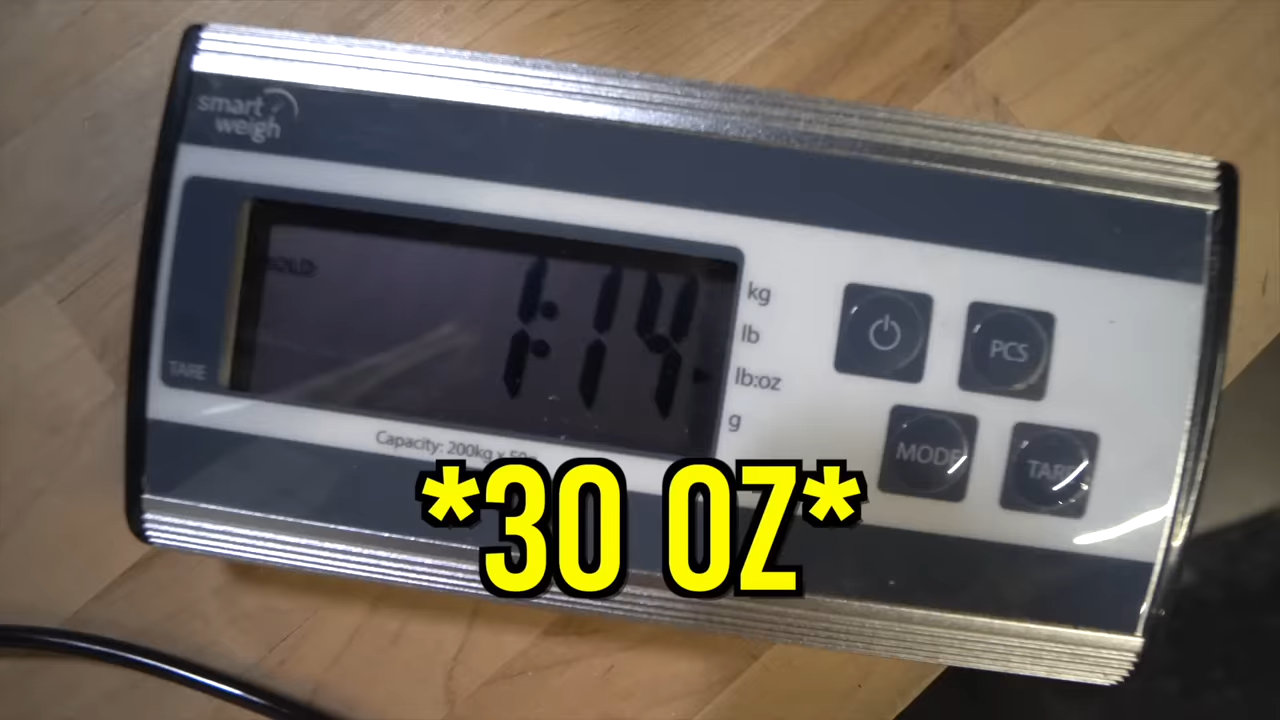 smart
weigh
HOLD
1:14
TARE
kg
lb
lb:oz
g
PCS
MODE
TARE
Capacity: 200kg x 50g
*30 OZ*